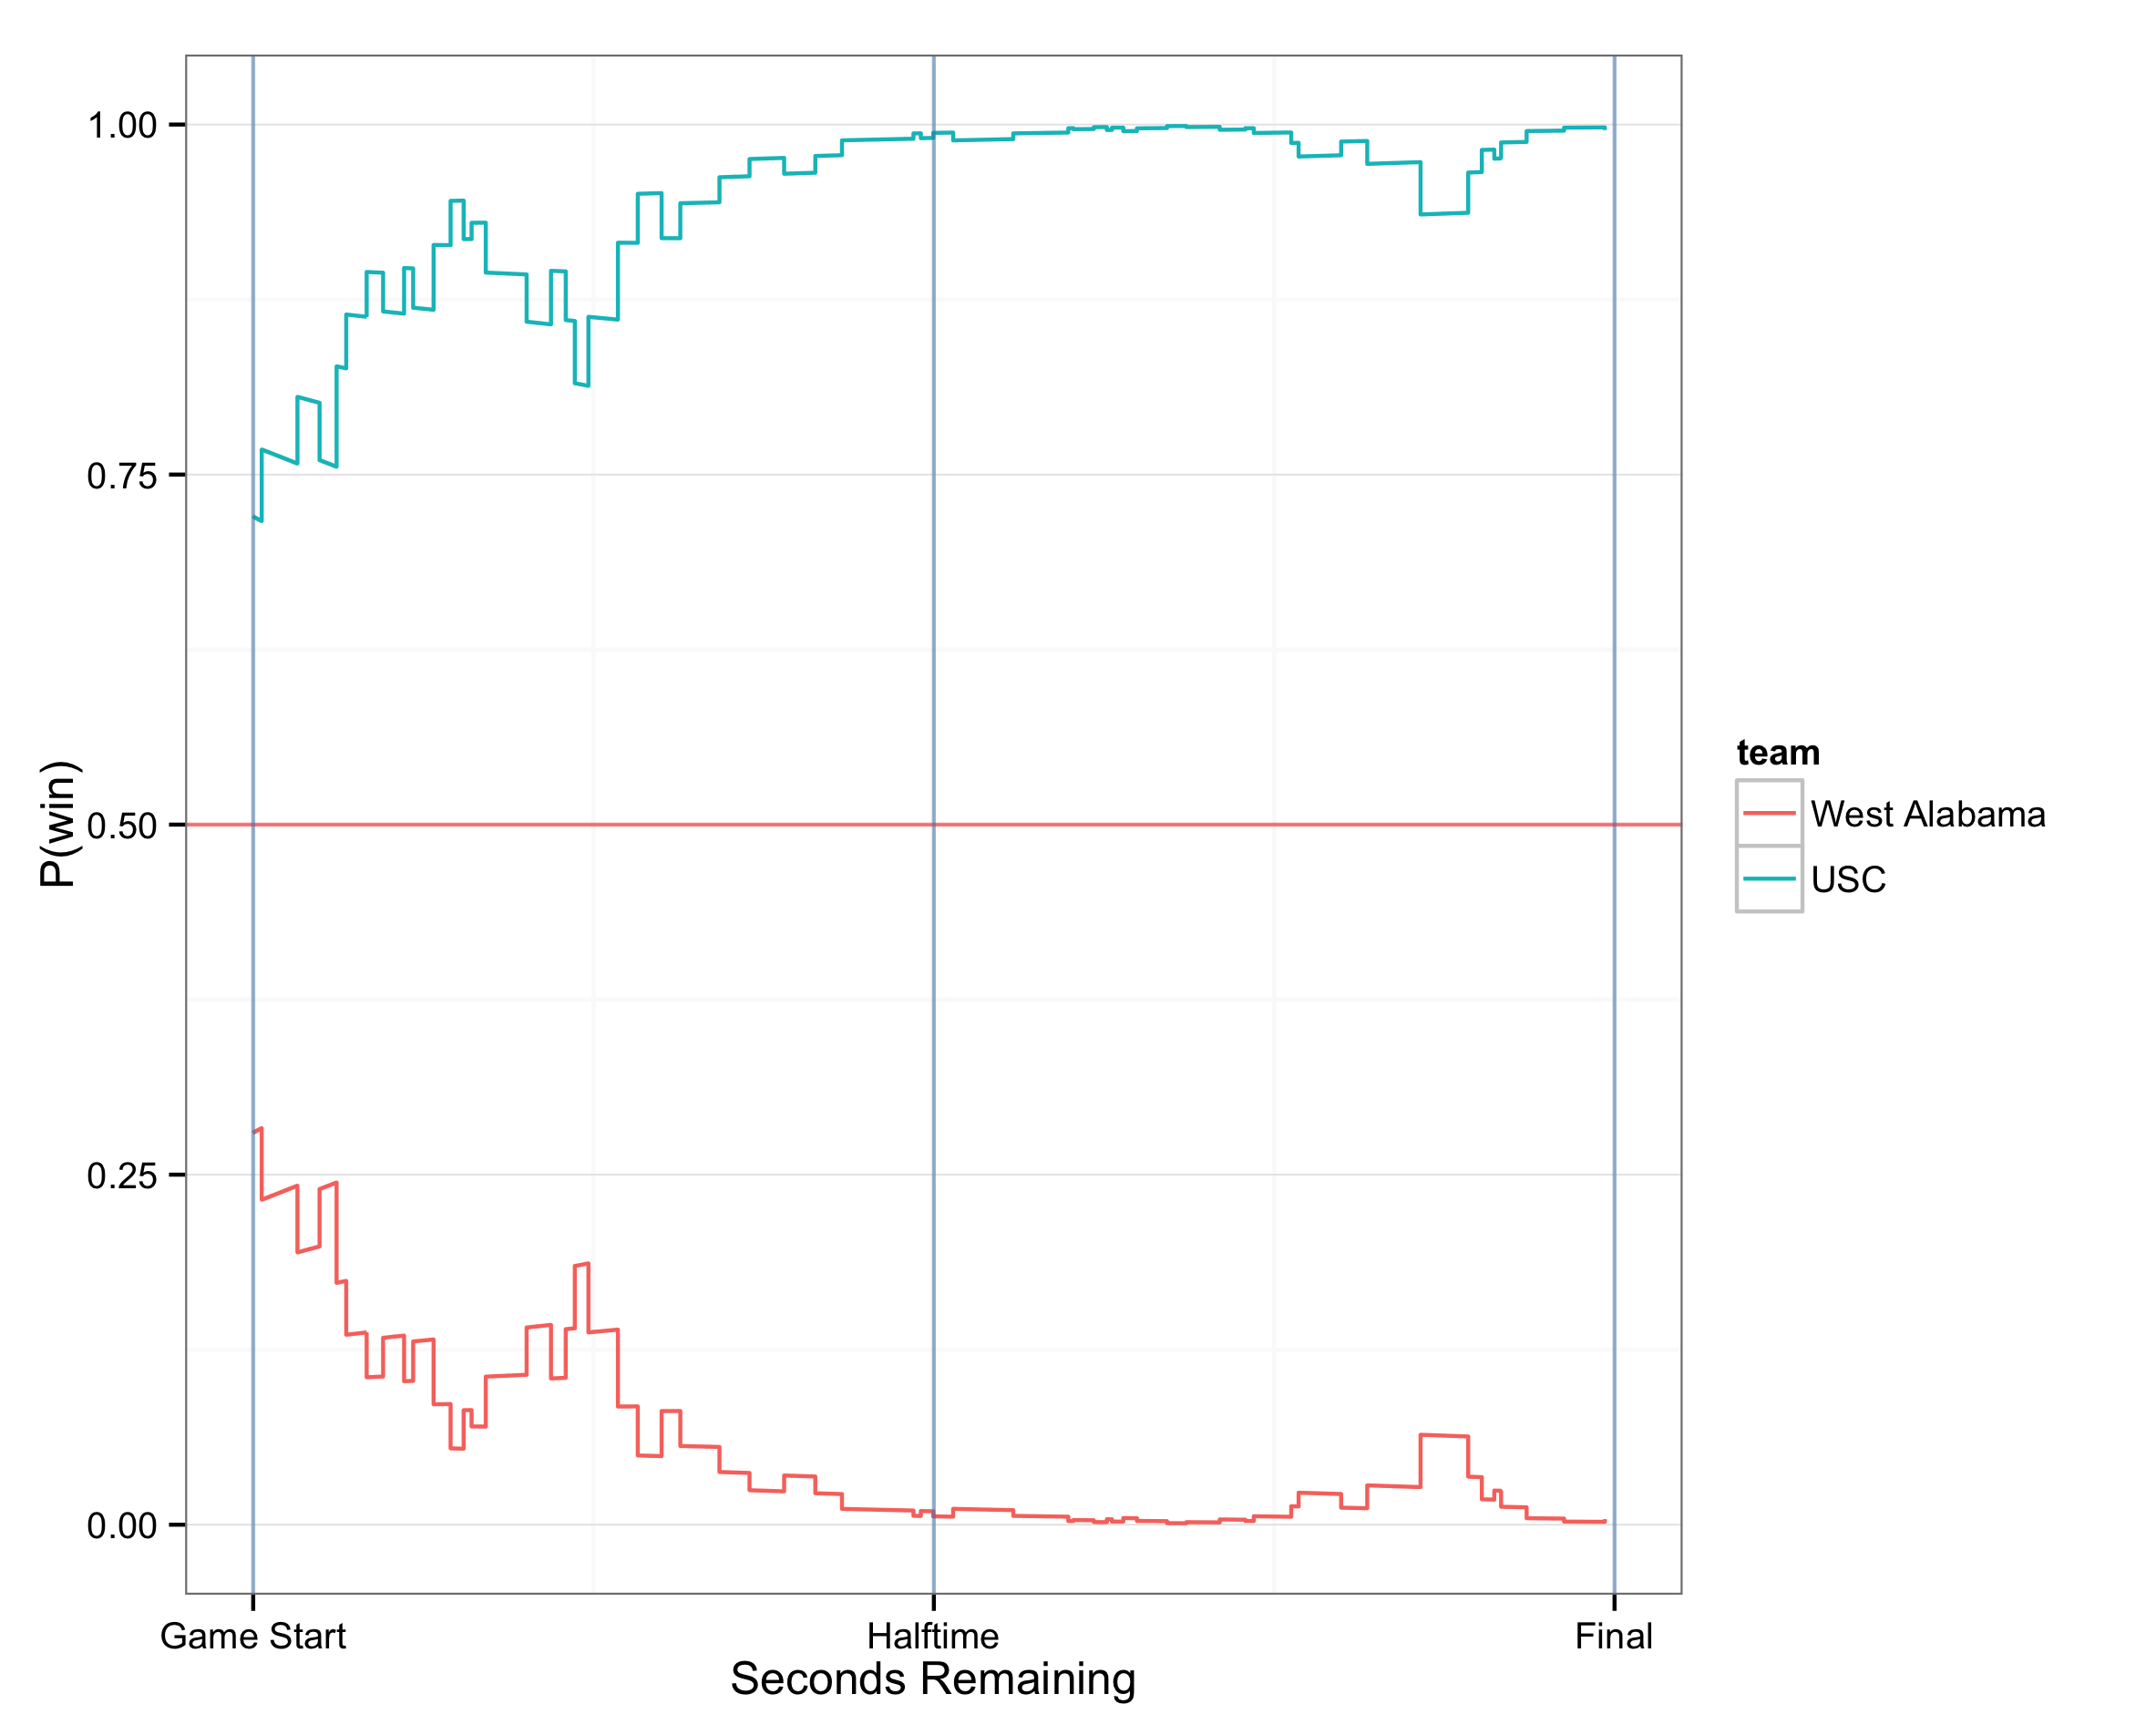 1.00
0.75
0.50
0.25
0.00
P(win)
Game Start
Halftime
Final
Seconds Remaining
team
West Alabama
USC